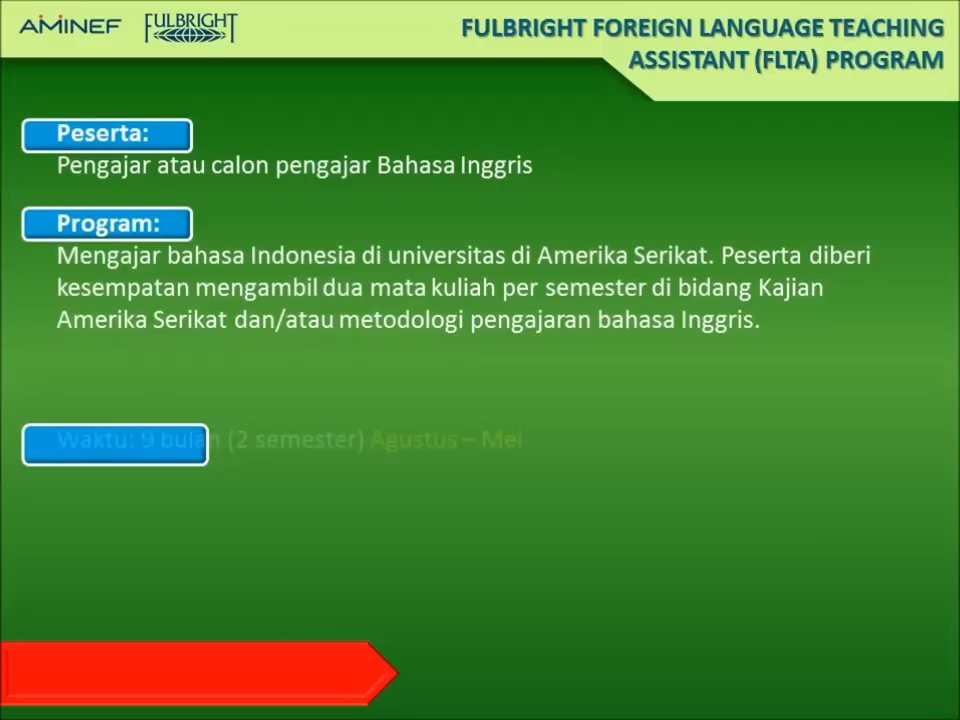 AMINEF FULBRIGHT
FULBRIGHT FOREIGN LANGUAGE TEACHING
ASSISTANT (FLTA) PROGRAM
Peserta:
Pengajar atau calon pengajar Bahasa Inggris
Program:
Mengajar bahasa Indonesia di universitas di Amerika Serikat. Peserta diberi
kesempatan mengambil dua mata kuliah per semester di bidang Kajian
Amerika Serikat dan/atau metodologi pengajaran bahasa Inggris.
Waktu: 9 bulan (2 semester) Agustus – Mei